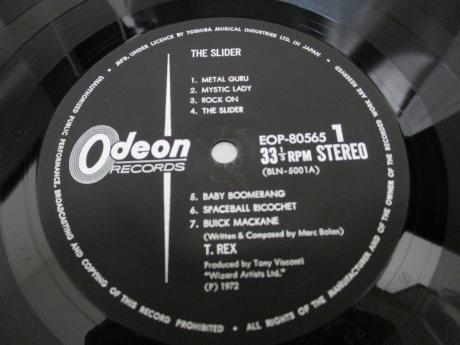 • MFD. UNDER LICENCE BY TOSHIBA MUSICAL INDUSTRIES LTD. IN JAPAN •
THE SLIDER
1. METAL GURU
2. MYSTIC LADY
3. ROCK ON
4. THE SLIDER
Odeon
RECORDS
EOP-80565 1
33⅓ RPM STEREO
(BLN-5001A)
5. BABY BOOMERANG
6. SPACEBALL RICOCHET
7. BUICK MACKANE
(Written & Composed by Marc Bolan)
T. REX
Produced by Tony Visconti
"Wizard Artists Ltd."
(P) 1972
UNAUTHORIZED PUBLIC PERFORMANCE, BROADCASTING AND COPYING OF THIS RECORD PROHIBITED • ALL RIGHTS OF THE MANUFACTURER AND OF THE OWNER OF THE RECORDED WORK ARE RESERVED